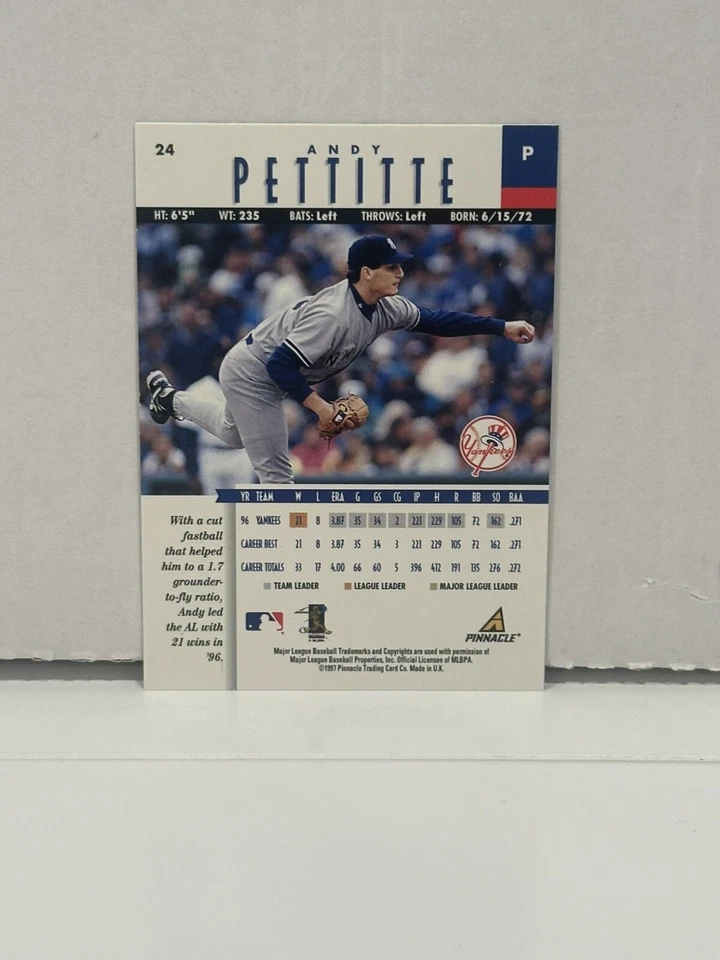 24
ANDY
P
PETTITTE
HT: 6'5" WT: 235 BATS: Left THROWS: Left BORN: 6/15/72
Yankees
YR TEAM W L ERA G GS CG IP H R BB SO BAA
96 YANKEES 21 8 3.87 35 34 2 221 229 105 72 162 .271
CAREER BEST 21 8 3.87 35 34 3 221 229 105 72 162 .271
CAREER TOTALS 33 17 4.00 66 60 5 396 412 191 135 276 .272
TEAM LEADER LEAGUE LEADER MAJOR LEAGUE LEADER
With a cut
fastball
that helped
him to a 1.7
grounder-
to-fly ratio,
Andy led
the AL with
21 wins in
'96.
PINNACLE®
Major League Baseball Trademarks and Copyrights are used with permission of
Major League Baseball Properties, Inc. Official Licensee of MLBPA.
©1997 Pinnacle Trading Card Co. Made in U.K.